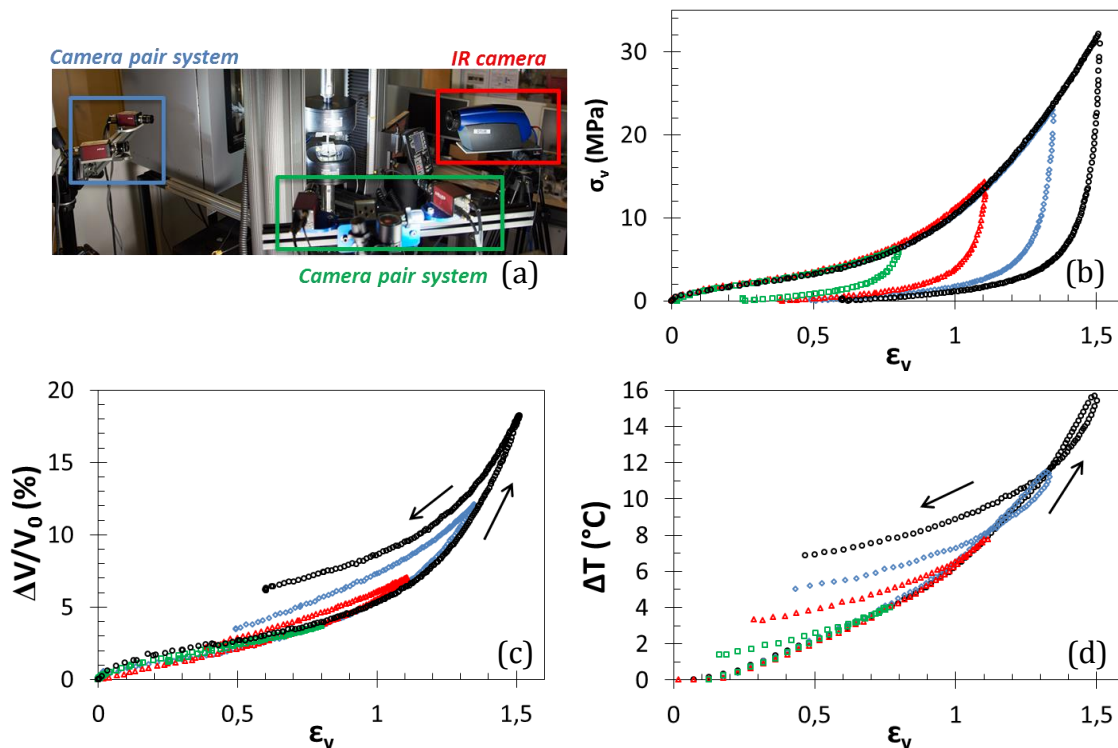 Camera pair system
IR camera
Camera pair system
(a)
σv (MPa)
30
20
10
0
0
0,5
1
1,5
εv
(b)
ΔV/V0 (%)
20
15
10
5
0
0
0,5
1
1,5
εv
(c)
ΔT (°C)
16
14
12
10
8
6
4
2
0
0
0,5
1
1,5
εv
(d)